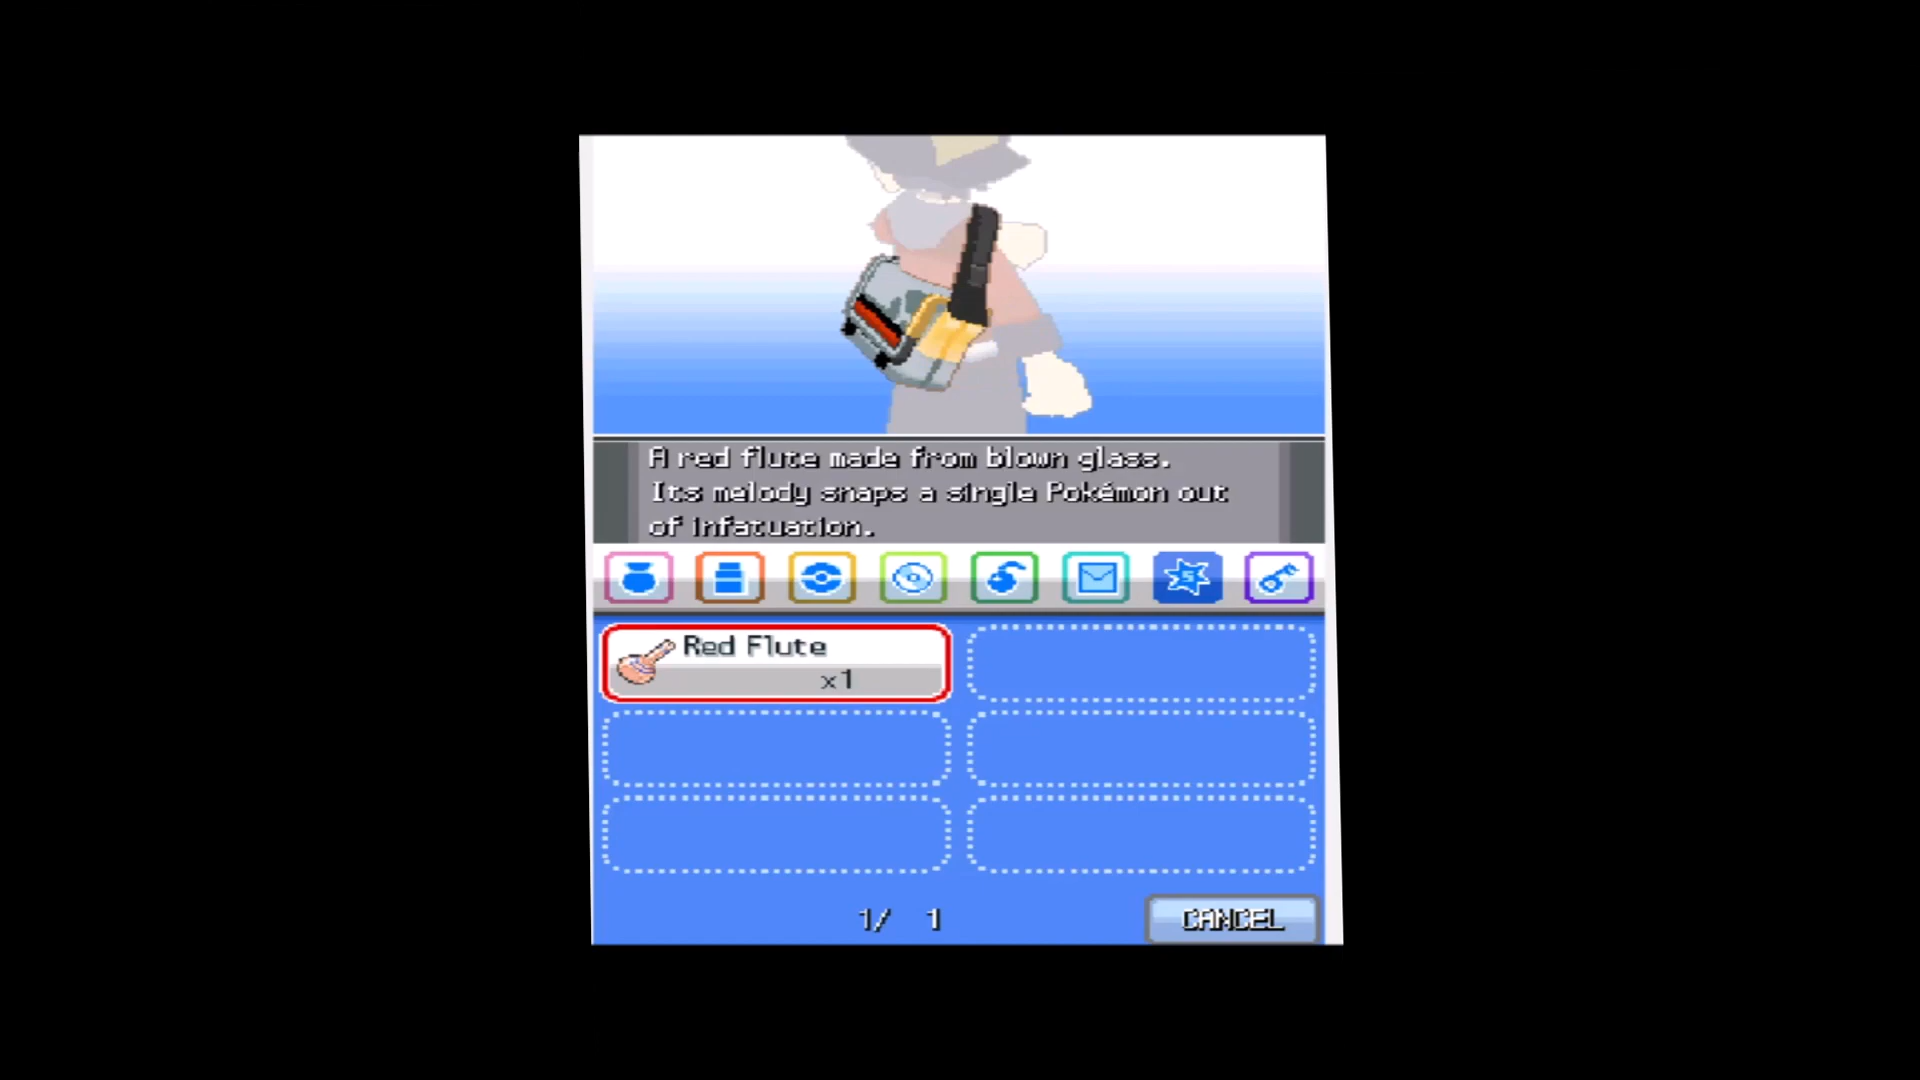 A red flute made from blown glass.
Its melody snaps a single Pokémon out
of infatuation.
Red Flute
x1
1/ 1
CANCEL